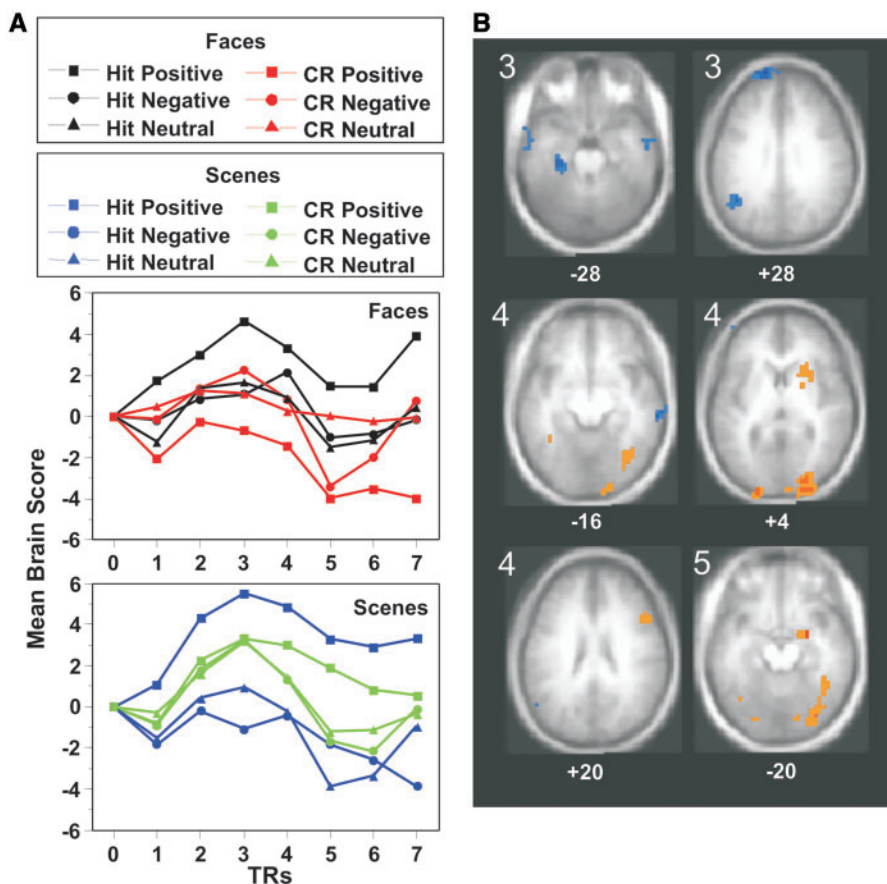 A
Faces
Hit Positive CR Positive
Hit Negative CR Negative
Hit Neutral CR Neutral
Scenes
Hit Positive CR Positive
Hit Negative CR Negative
Hit Neutral CR Neutral
Mean Brain Score
6
4
2
0
-2
-4
-6
Faces
0 1 2 3 4 5 6 7
6
4
2
0
-2
-4
-6
Scenes
0 1 2 3 4 5 6 7
TRs
B
3 3
-28 +28
4 4
-16 +4
4 5
+20 -20